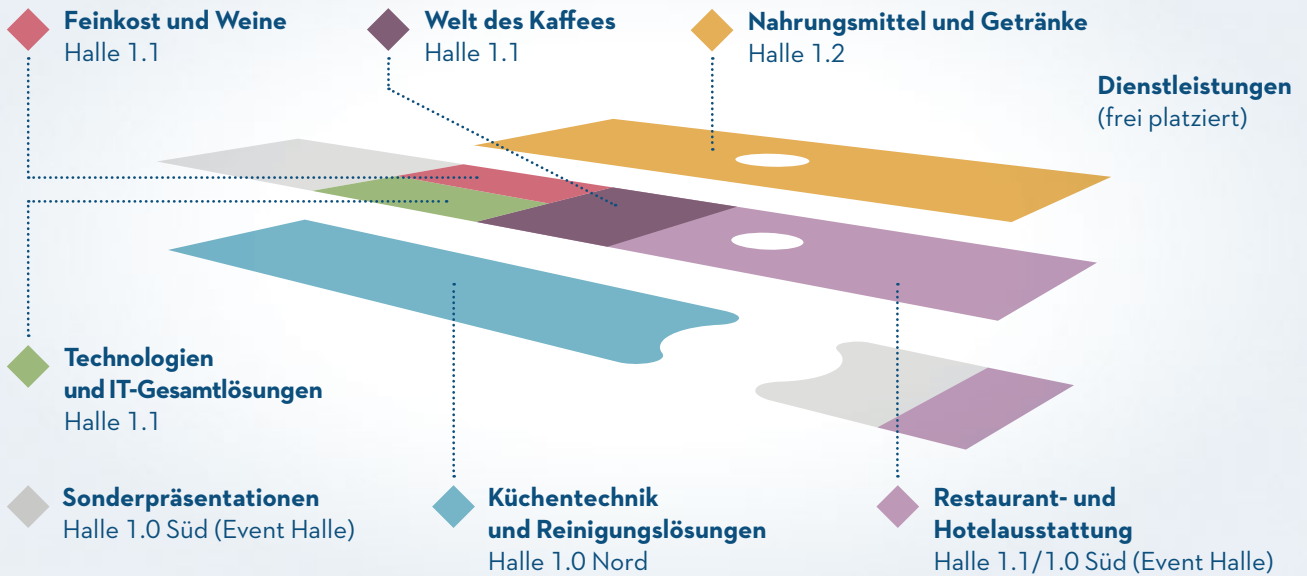 Feinkost und Weine
Halle 1.1
Welt des Kaffees
Halle 1.1
Nahrungsmittel und Getränke
Halle 1.2
Dienstleistungen
(frei platziert)
Technologien
und IT-Gesamtlösungen
Halle 1.1
Sonderpräsentationen
Halle 1.0 Süd (Event Halle)
Küchentechnik
und Reinigungslösungen
Halle 1.0 Nord
Restaurant- und
Hotelausstattung
Halle 1.1/1.0 Süd (Event Halle)